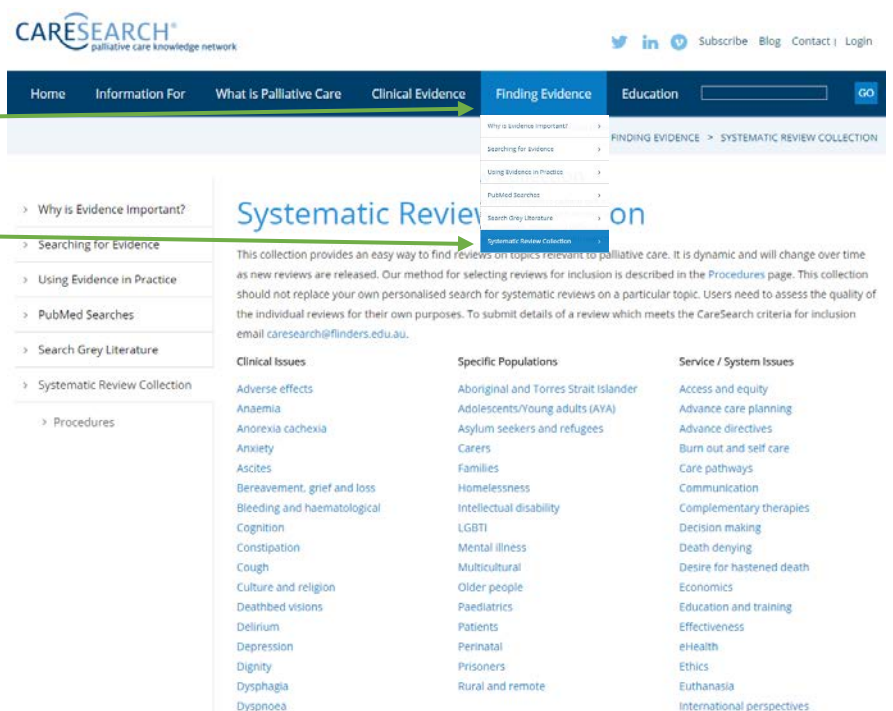 CARESEARCH®
palliative care knowledge network
Subscribe Blog Contact | Login
Home Information For What is Palliative Care Clinical Evidence Finding Evidence Education GO
Why is Evidence Important? >
Searching for Evidence >
Using Evidence in Practice >
PubMed Searches >
Search Grey Literature >
Systematic Review Collection >
FINDING EVIDENCE > SYSTEMATIC REVIEW COLLECTION
> Why is Evidence Important?
> Searching for Evidence
> Using Evidence in Practice
> PubMed Searches
> Search Grey Literature
> Systematic Review Collection
> Procedures
Systematic Review on
This collection provides an easy way to find reviews on topics relevant to palliative care. It is dynamic and will change over time
as new reviews are released. Our method for selecting reviews for inclusion is described in the Procedures page. This collection
should not replace your own personalised search for systematic reviews on a particular topic. Users need to assess the quality of
the individual reviews for their own purposes. To submit details of a review which meets the CareSearch criteria for inclusion
email caresearch@flinders.edu.au.
Clinical Issues
Adverse effects
Anaemia
Anorexia cachexia
Anxiety
Ascites
Bereavement, grief and loss
Bleeding and haematological
Cognition
Constipation
Cough
Culture and religion
Deathbed visions
Delirium
Depression
Dignity
Dysphagia
Dyspnoea
Specific Populations
Aboriginal and Torres Strait Islander
Adolescents/Young adults (AYA)
Asylum seekers and refugees
Carers
Families
Homelessness
Intellectual disability
LGBTI
Mental illness
Multicultural
Older people
Paediatrics
Patients
Perinatal
Prisoners
Rural and remote
Service / System Issues
Access and equity
Advance care planning
Advance directives
Burn out and self care
Care pathways
Communication
Complementary therapies
Decision making
Death denying
Desire for hastened death
Economics
Education and training
Effectiveness
eHealth
Ethics
Euthanasia
International perspectives